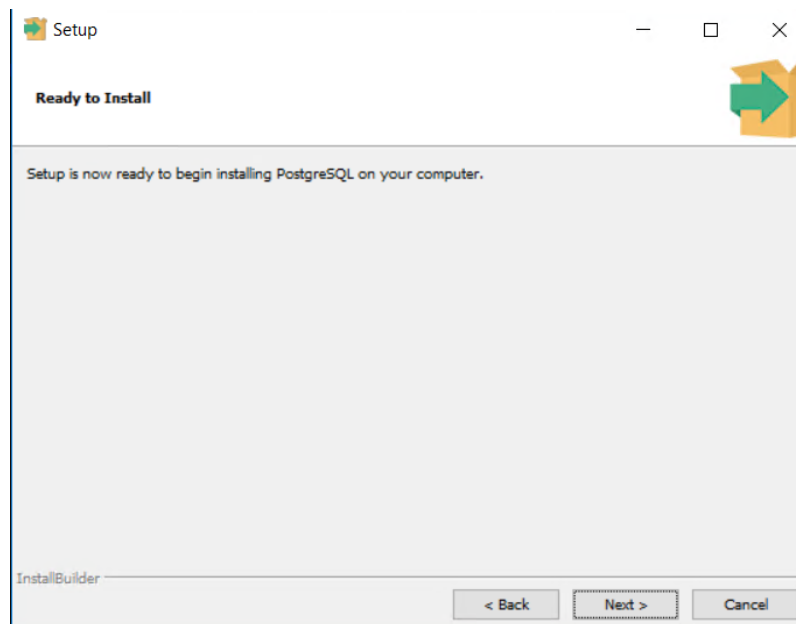 Setup
Ready to Install
Setup is now ready to begin installing PostgreSQL on your computer.
InstallBuilder
< Back
Next >
Cancel